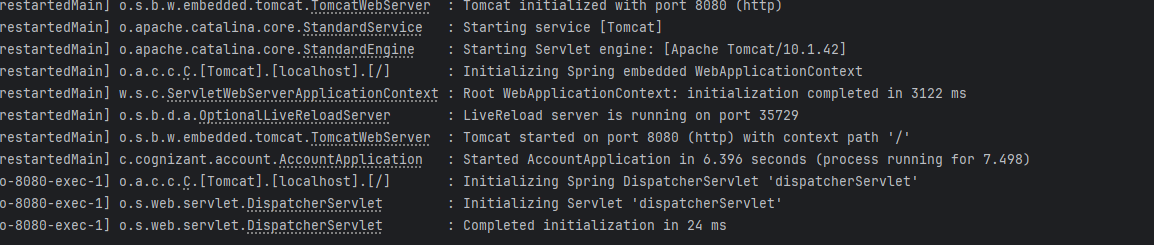 restartedMain] o.s.b.w.embedded.tomcat.TomcatWebServer  : Tomcat initialized with port 8080 (http)
restartedMain] o.apache.catalina.core.StandardService   : Starting service [Tomcat]
restartedMain] o.apache.catalina.core.StandardEngine    : Starting Servlet engine: [Apache Tomcat/10.1.42]
restartedMain] o.a.c.c.C.[Tomcat].[localhost].[/]       : Initializing Spring embedded WebApplicationContext
restartedMain] w.s.c.ServletWebServerApplicationContext : Root WebApplicationContext: initialization completed in 3122 ms
restartedMain] o.s.b.d.a.OptionalLiveReloadServer       : LiveReload server is running on port 35729
restartedMain] o.s.b.w.embedded.tomcat.TomcatWebServer  : Tomcat started on port 8080 (http) with context path '/'
restartedMain] c.cognizant.account.AccountApplication   : Started AccountApplication in 6.396 seconds (process running for 7.498)
o-8080-exec-1] o.a.c.c.C.[Tomcat].[localhost].[/]       : Initializing Spring DispatcherServlet 'dispatcherServlet'
o-8080-exec-1] o.s.web.servlet.DispatcherServlet        : Initializing Servlet 'dispatcherServlet'
o-8080-exec-1] o.s.web.servlet.DispatcherServlet        : Completed initialization in 24 ms